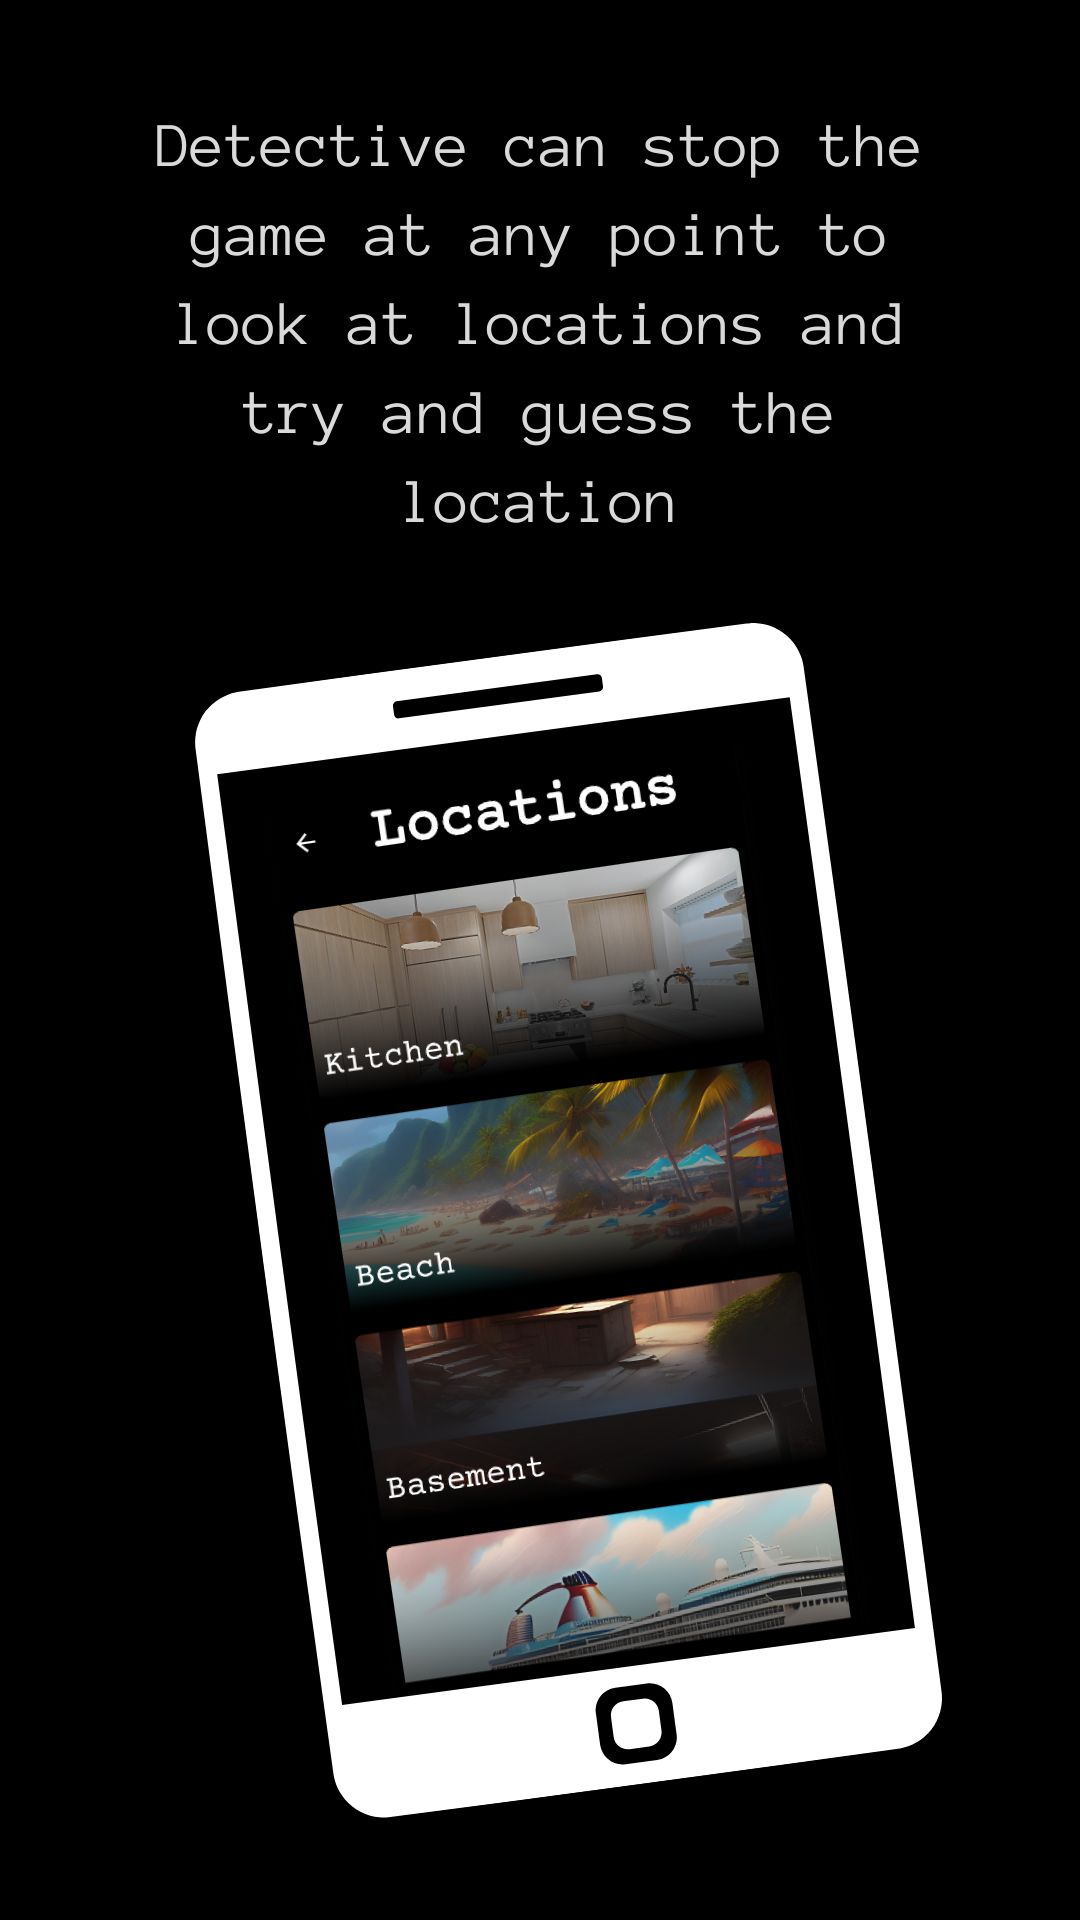 Detective can stop the
game at any point to
look at locations and
try and guess the
location
Locations
Kitchen
Beach
Basement